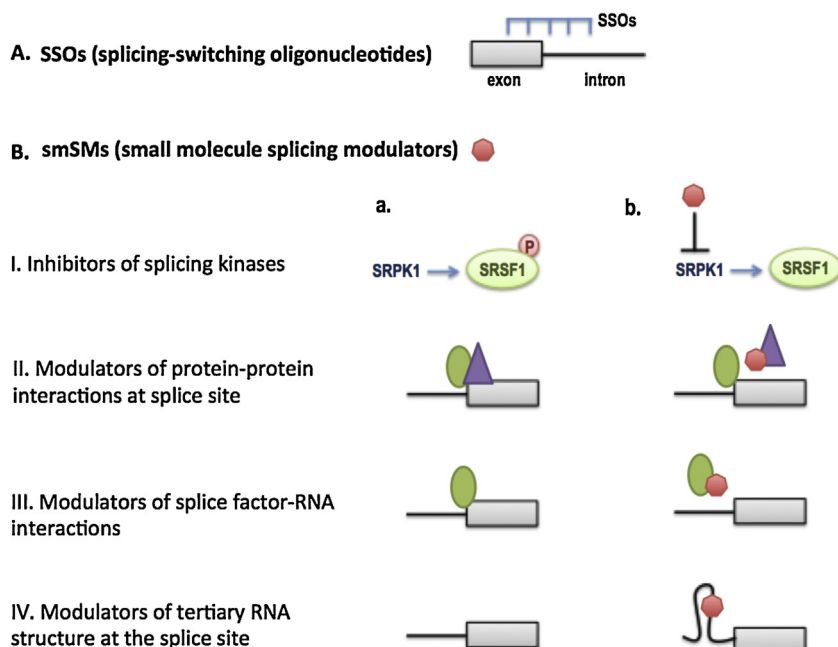 SSOs
A. SSOs (splicing-switching oligonucleotides)
exon intron
B. smSMs (small molecule splicing modulators)
a. b.
P
I. Inhibitors of splicing kinases SRPK1 SRSF1 SRPK1 SRSF1
II. Modulators of protein-protein
interactions at splice site
III. Modulators of splice factor-RNA
interactions
IV. Modulators of tertiary RNA
structure at the splice site